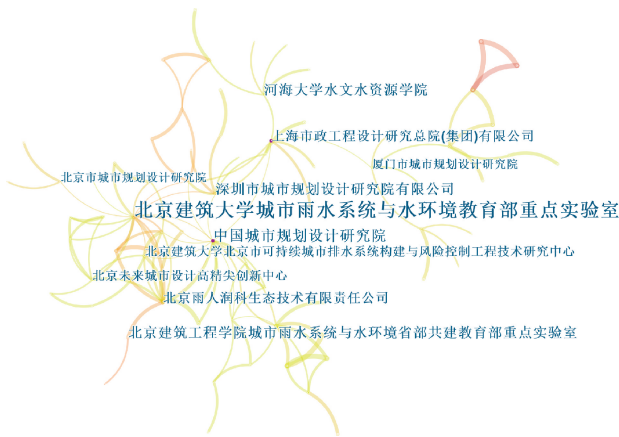 河海大学水文水资源学院
上海市政工程设计研究总院(集团)有限公司
厦门市城市规划设计研究院
北京市城市规划设计研究院
深圳市城市规划设计研究院有限公司
北京建筑大学城市雨水系统与水环境教育部重点实验室
中国城市规划设计研究院
北京建筑大学北京市可持续城市排水系统构建与风险控制工程技术研究中心
北京未来城市设计高精尖创新中心
北京雨人润科生态技术有限责任公司
北京建筑工程学院城市雨水系统与水环境省部共建教育部重点实验室